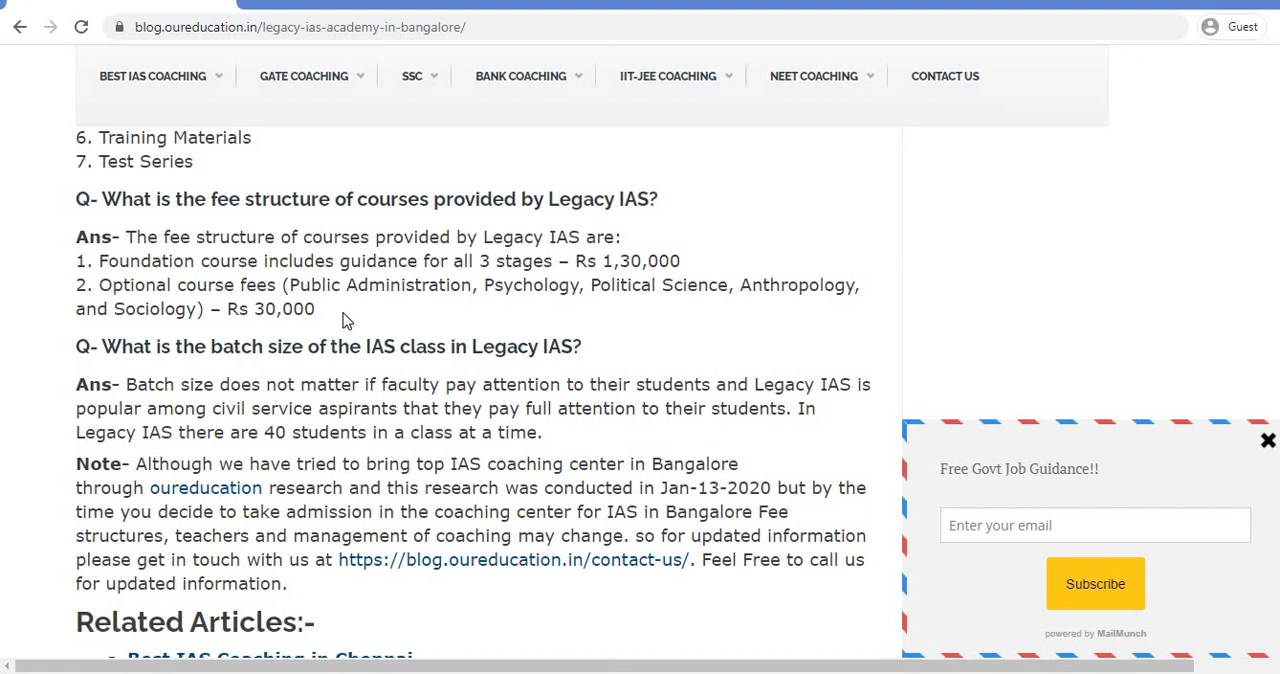 blog.oureducation.in/legacy-ias-academy-in-bangalore/
Guest
BEST IAS COACHING GATE COACHING SSC BANK COACHING IIT-JEE COACHING NEET COACHING CONTACT US
6. Training Materials
7. Test Series
Q- What is the fee structure of courses provided by Legacy IAS?
Ans- The fee structure of courses provided by Legacy IAS are:
1. Foundation course includes guidance for all 3 stages – Rs 1,30,000
2. Optional course fees (Public Administration, Psychology, Political Science, Anthropology,
and Sociology) – Rs 30,000
Q- What is the batch size of the IAS class in Legacy IAS?
Ans- Batch size does not matter if faculty pay attention to their students and Legacy IAS is
popular among civil service aspirants that they pay full attention to their students. In
Legacy IAS there are 40 students in a class at a time.
Note- Although we have tried to bring top IAS coaching center in Bangalore
through oureducation research and this research was conducted in Jan-13-2020 but by the
time you decide to take admission in the coaching center for IAS in Bangalore Fee
structures, teachers and management of coaching may change. so for updated information
please get in touch with us at https://blog.oureducation.in/contact-us/. Feel Free to call us
for updated information.
Related Articles:-
Best IAS Coaching in Chennai
Free Govt Job Guidance!!
Enter your email
Subscribe
powered by MailMunch